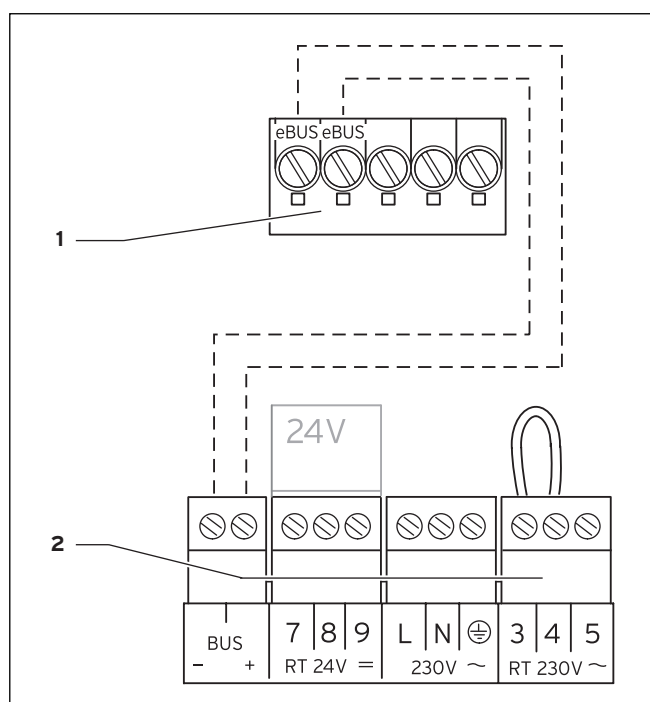 eBUS eBUS
1
24V
2
BUS
- +
7 8 9
RT 24V =
L N
230V ~
3 4 5
RT 230V ~